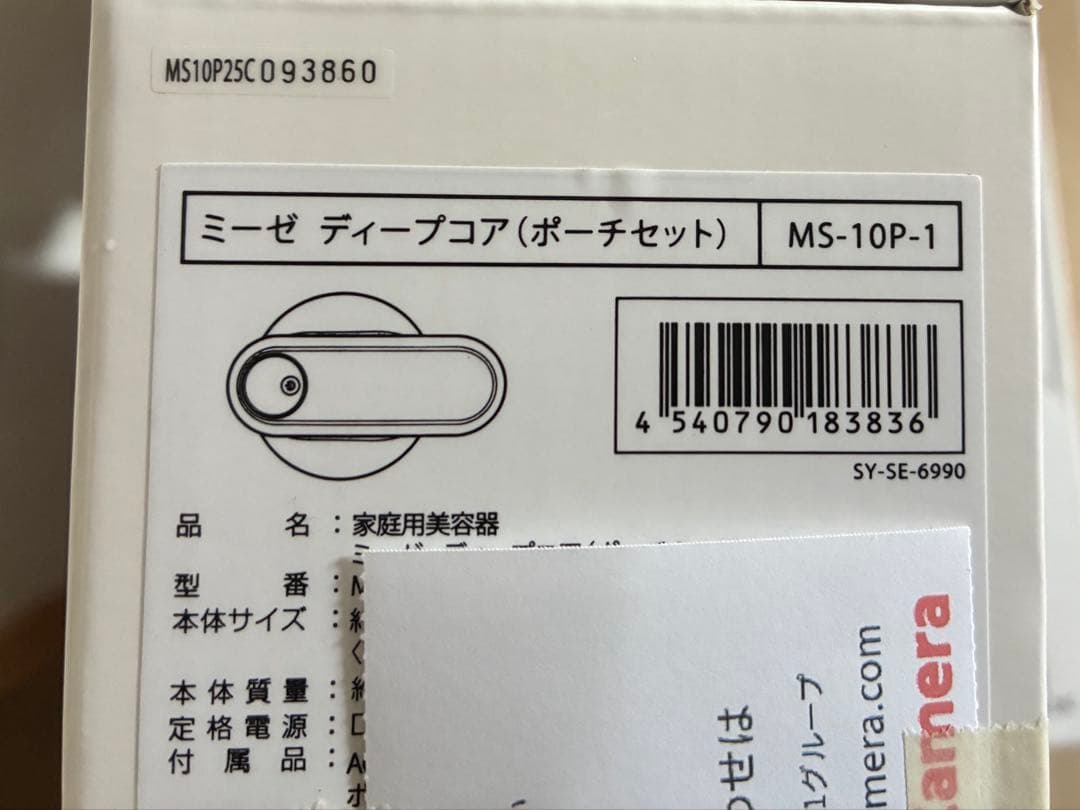 MS10P25C093860
ミーゼ ディープコア(ポーチセット) MS-10P-1
4 540790 183836
SY-SE-6990
品名:家庭用美容器
型番:
本体サイズ:
本体質量:
定格電源:
付属品:
わせは
グループ
mera.com
amera